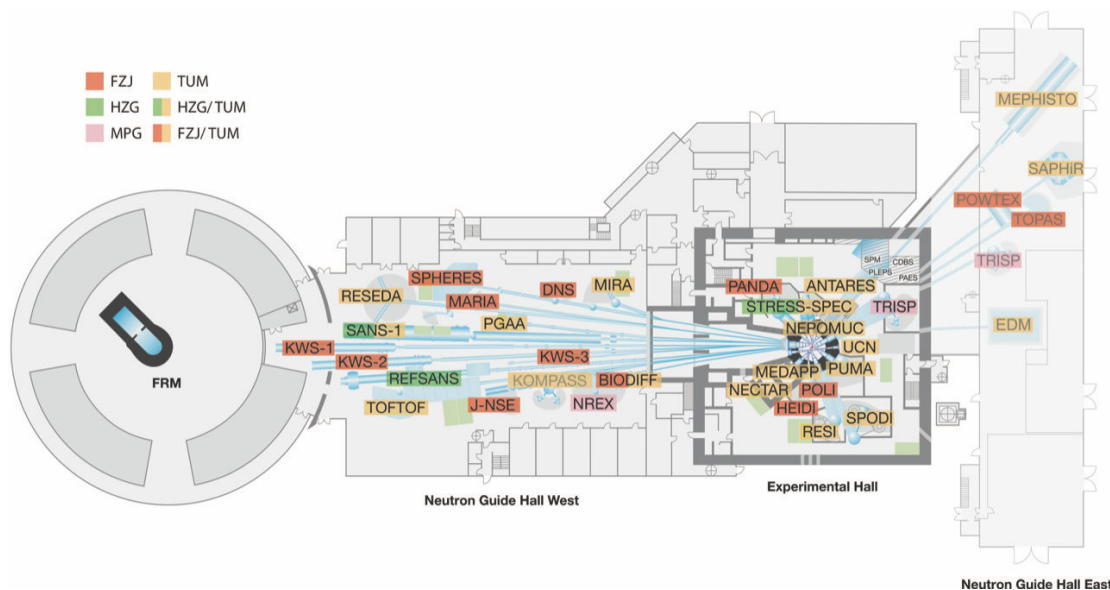 FZJ TUM
HZG HZG/ TUM
MPG FZJ/ TUM
MEPHISTO
SAPHiR
POWTEX
TOPAS
SPM CDBS
PLEPS PAES
TRISP
SPHERES
RESEDA
MARIA
DNS
MIRA
PANDA
ANTARES
STRESS-SPEC
TRISP
PGAA
SANS-1
NEPOMUC
EDM
KWS-1
KWS-2
KWS-3
UCN
REFSANS
KOMPASS
BIODIFF
MEDAPP
PUMA
NECTAR
POLI
TOFTOF
J-NSE
NREX
HEIDI
SPODI
RESI
FRM
Neutron Guide Hall West
Experimental Hall
Neutron Guide Hall East